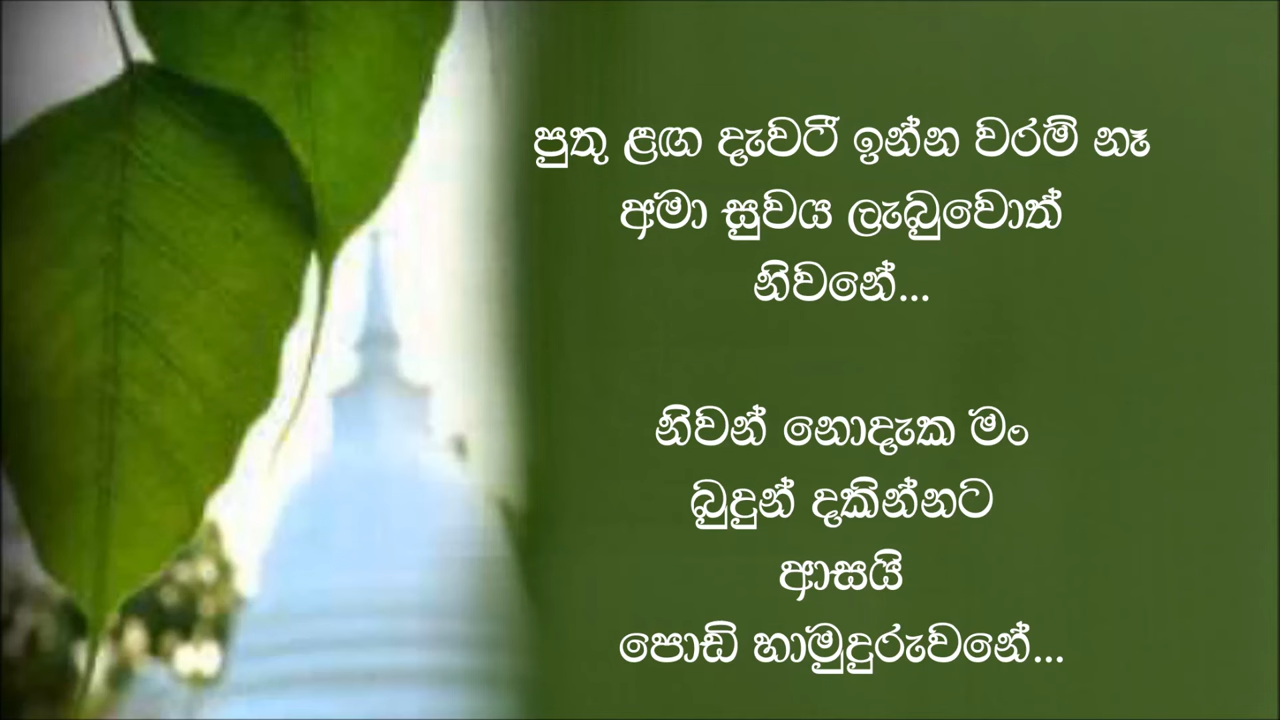 පුතු ළඟ දැවටී ඉන්න වරම් නෑ
අමා සුවය ලැබුවොත්
නිවනේ...
නිවන් නොදැක මං
බුදුන් දකින්නට
ආසයි
පොඩි හාමුදුරුවනේ...